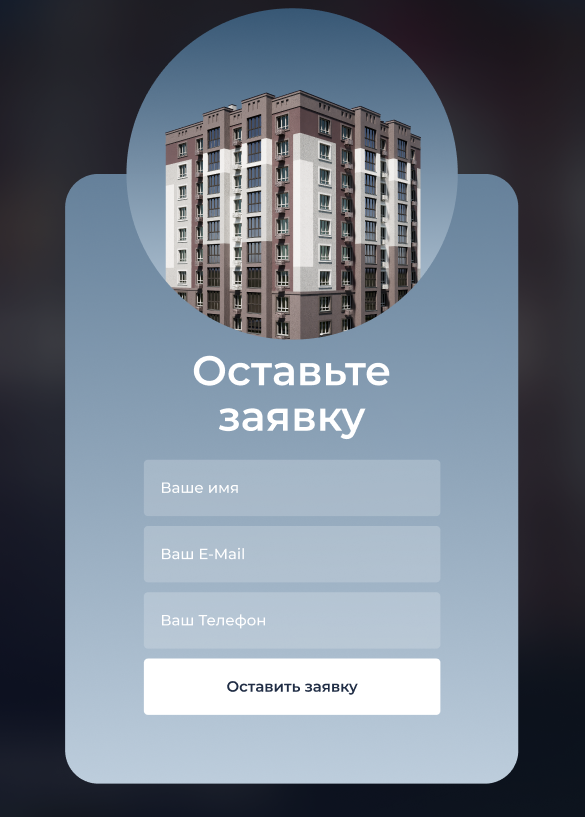 Оставьте
заявку
Ваше имя
Ваш E-Mail
Ваш Телефон
Оставить заявку